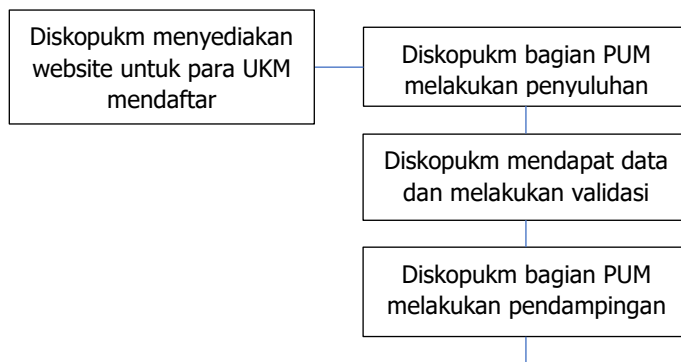 Diskopukm menyediakan
website untuk para UKM
mendaftar
Diskopukm bagian PUM
melakukan penyuluhan
Diskopukm mendapat data
dan melakukan validasi
Diskopukm bagian PUM
melakukan pendampingan